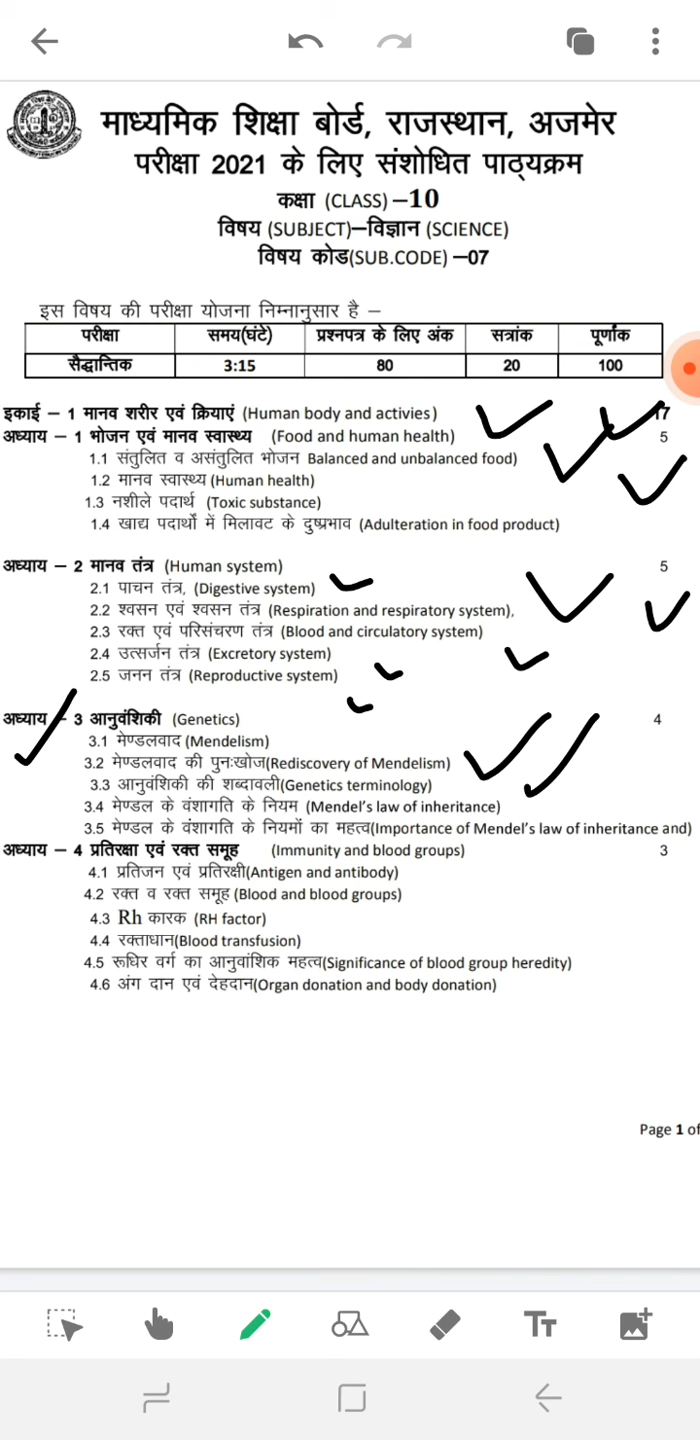 माध्यमिक शिक्षा बोर्ड, राजस्थान, अजमेर
परीक्षा 2021 के लिए संशोधित पाठ्यक्रम
कक्षा (CLASS) –10
विषय (SUBJECT)–विज्ञान (SCIENCE)
विषय कोड(SUB.CODE) –07
इस विषय की परीक्षा योजना निम्नानुसार है –
परीक्षा समय(घंटे) प्रश्नपत्र के लिए अंक सत्रांक पूर्णांक
सैद्धान्तिक 3:15 80 20 100
इकाई – 1 मानव शरीर एवं क्रियाएं (Human body and activies) 17
अध्याय – 1 भोजन एवं मानव स्वास्थ्य (Food and human health) 5
1.1 संतुलित व असंतुलित भोजन Balanced and unbalanced food)
1.2 मानव स्वास्थ्य (Human health)
1.3 नशीले पदार्थ (Toxic substance)
1.4 खाद्य पदार्थों में मिलावट के दुष्प्रभाव (Adulteration in food product)
अध्याय – 2 मानव तंत्र (Human system) 5
2.1 पाचन तंत्र, (Digestive system)
2.2 श्वसन एवं श्वसन तंत्र (Respiration and respiratory system),
2.3 रक्त एवं परिसंचरण तंत्र (Blood and circulatory system)
2.4 उत्सर्जन तंत्र (Excretory system)
2.5 जनन तंत्र (Reproductive system)
अध्याय – 3 आनुवंशिकी (Genetics) 4
3.1 मेण्डलवाद (Mendelism)
3.2 मेण्डलवाद की पुनःखोज(Rediscovery of Mendelism)
3.3 आनुवंशिकी की शब्दावली(Genetics terminology)
3.4 मेण्डल के वंशागति के नियम (Mendel's law of inheritance)
3.5 मेण्डल के वंशागति के नियमों का महत्व(Importance of Mendel's law of inheritance and)
अध्याय – 4 प्रतिरक्षा एवं रक्त समूह (Immunity and blood groups) 3
4.1 प्रतिजन एवं प्रतिरक्षी(Antigen and antibody)
4.2 रक्त व रक्त समूह (Blood and blood groups)
4.3 Rh कारक (RH factor)
4.4 रक्ताधान(Blood transfusion)
4.5 रूधिर वर्ग का आनुवांशिक महत्व(Significance of blood group heredity)
4.6 अंग दान एवं देहदान(Organ donation and body donation)
Page 1 of
TT